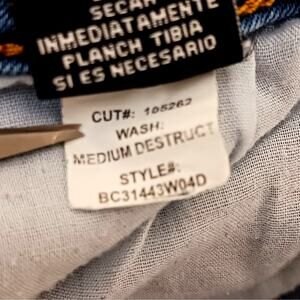 SECAR
INMEDIATAMENTE
PLANCH TIBIA
SI ES NECESARIO
CUT#: 105262
WASH:
MEDIUM DESTRUCT
STYLE#:
BC31443W04D